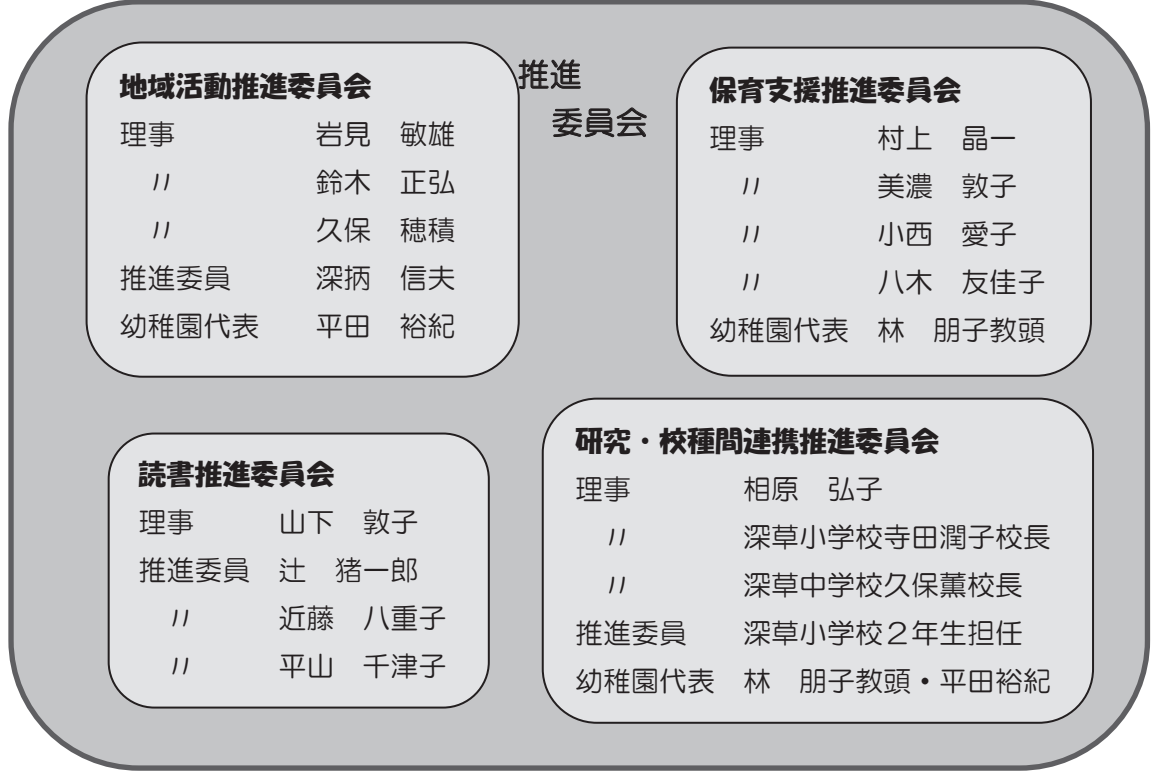 推進
委員会
地域活動推進委員会
理事　岩見　敏雄
〃　鈴木　正弘
〃　久保　穂積
推進委員　深柄　信夫
幼稚園代表　平田　裕紀
保育支援推進委員会
理事　村上　晶一
〃　美濃　敦子
〃　小西　愛子
〃　八木　友佳子
幼稚園代表　林　朋子教頭
読書推進委員会
理事　山下　敦子
推進委員　辻　猪一郎
〃　近藤　八重子
〃　平山　千津子
研究・校種間連携推進委員会
理事　相原　弘子
〃　深草小学校寺田潤子校長
〃　深草中学校久保薫校長
推進委員　深草小学校２年生担任
幼稚園代表　林　朋子教頭・平田裕紀